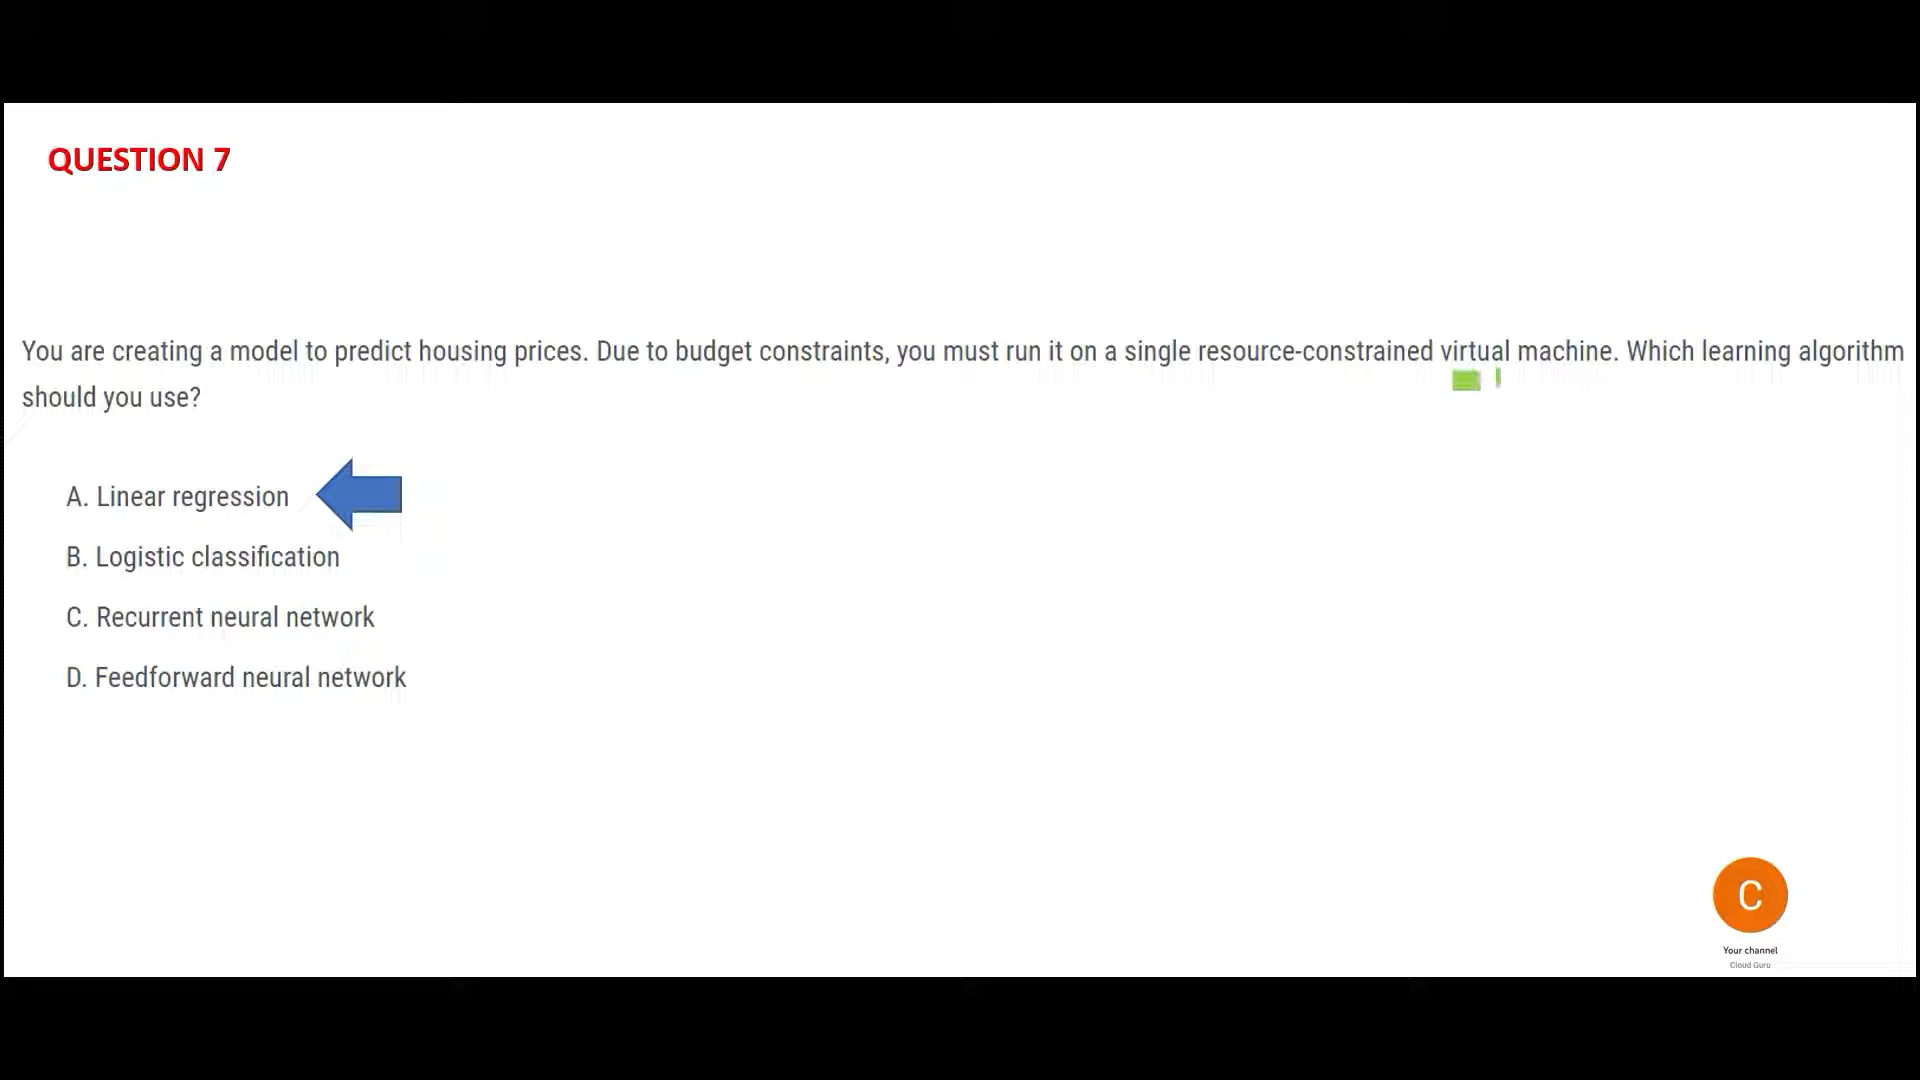 QUESTION 7
You are creating a model to predict housing prices. Due to budget constraints, you must run it on a single resource-constrained virtual machine. Which learning algorithm
should you use?
A. Linear regression
B. Logistic classification
C. Recurrent neural network
D. Feedforward neural network
C
Your channel
Cloud Guru